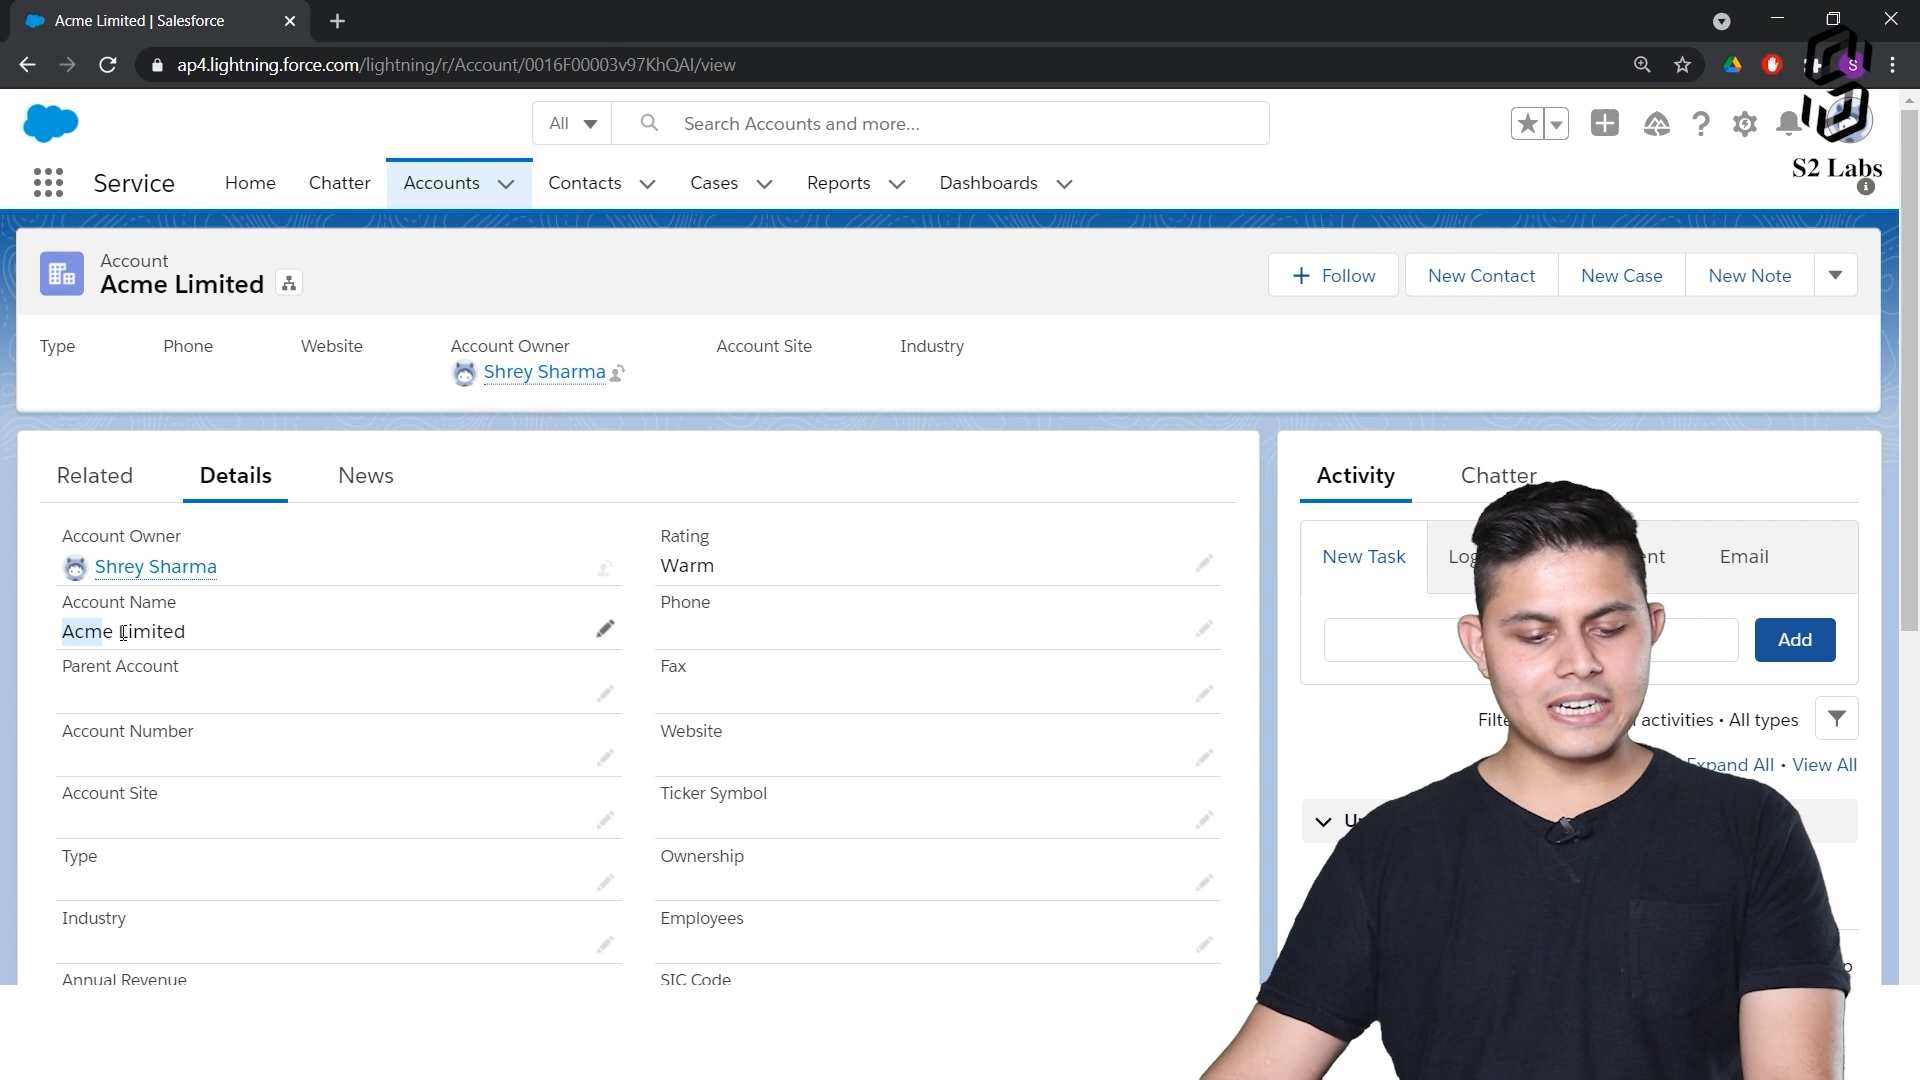 Acme Limited | Salesforce
ap4.lightning.force.com/lightning/r/Account/0016F00003v97KhQAI/view
S
All
Search Accounts and more...
S2 Labs
Service
Home
Chatter
Accounts
Contacts
Cases
Reports
Dashboards
Account
Acme Limited
Follow
New Contact
New Case
New Note
Type
Phone
Website
Account Owner
Account Site
Industry
Shrey Sharma
Related
Details
News
Activity
Chatter
Account Owner
Shrey Sharma
Rating
Warm
New Task
Email
Account Name
Acme Limited
Phone
Add
Parent Account
Fax
activities • All types
Account Number
Website
Expand All • View All
Account Site
Ticker Symbol
Type
Ownership
Industry
Employees
Annual Revenue
SIC Code